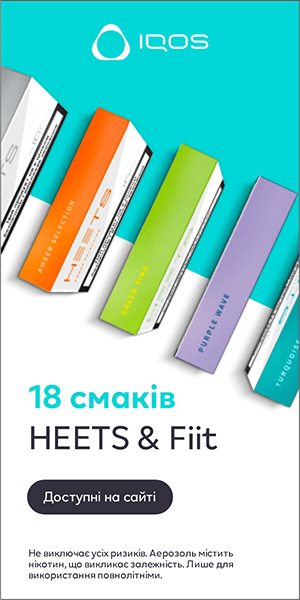 IQOS
AMBER SELECTION
HEETS
GREEN ZING
PURPLE WAVE
TURQUOISE
18 смаків
HEETS & Fiit
Доступні на сайті
Не виключає усіх ризиків. Аерозоль містить
нікотин, що викликає залежність. Лише для
використання повнолітніми.